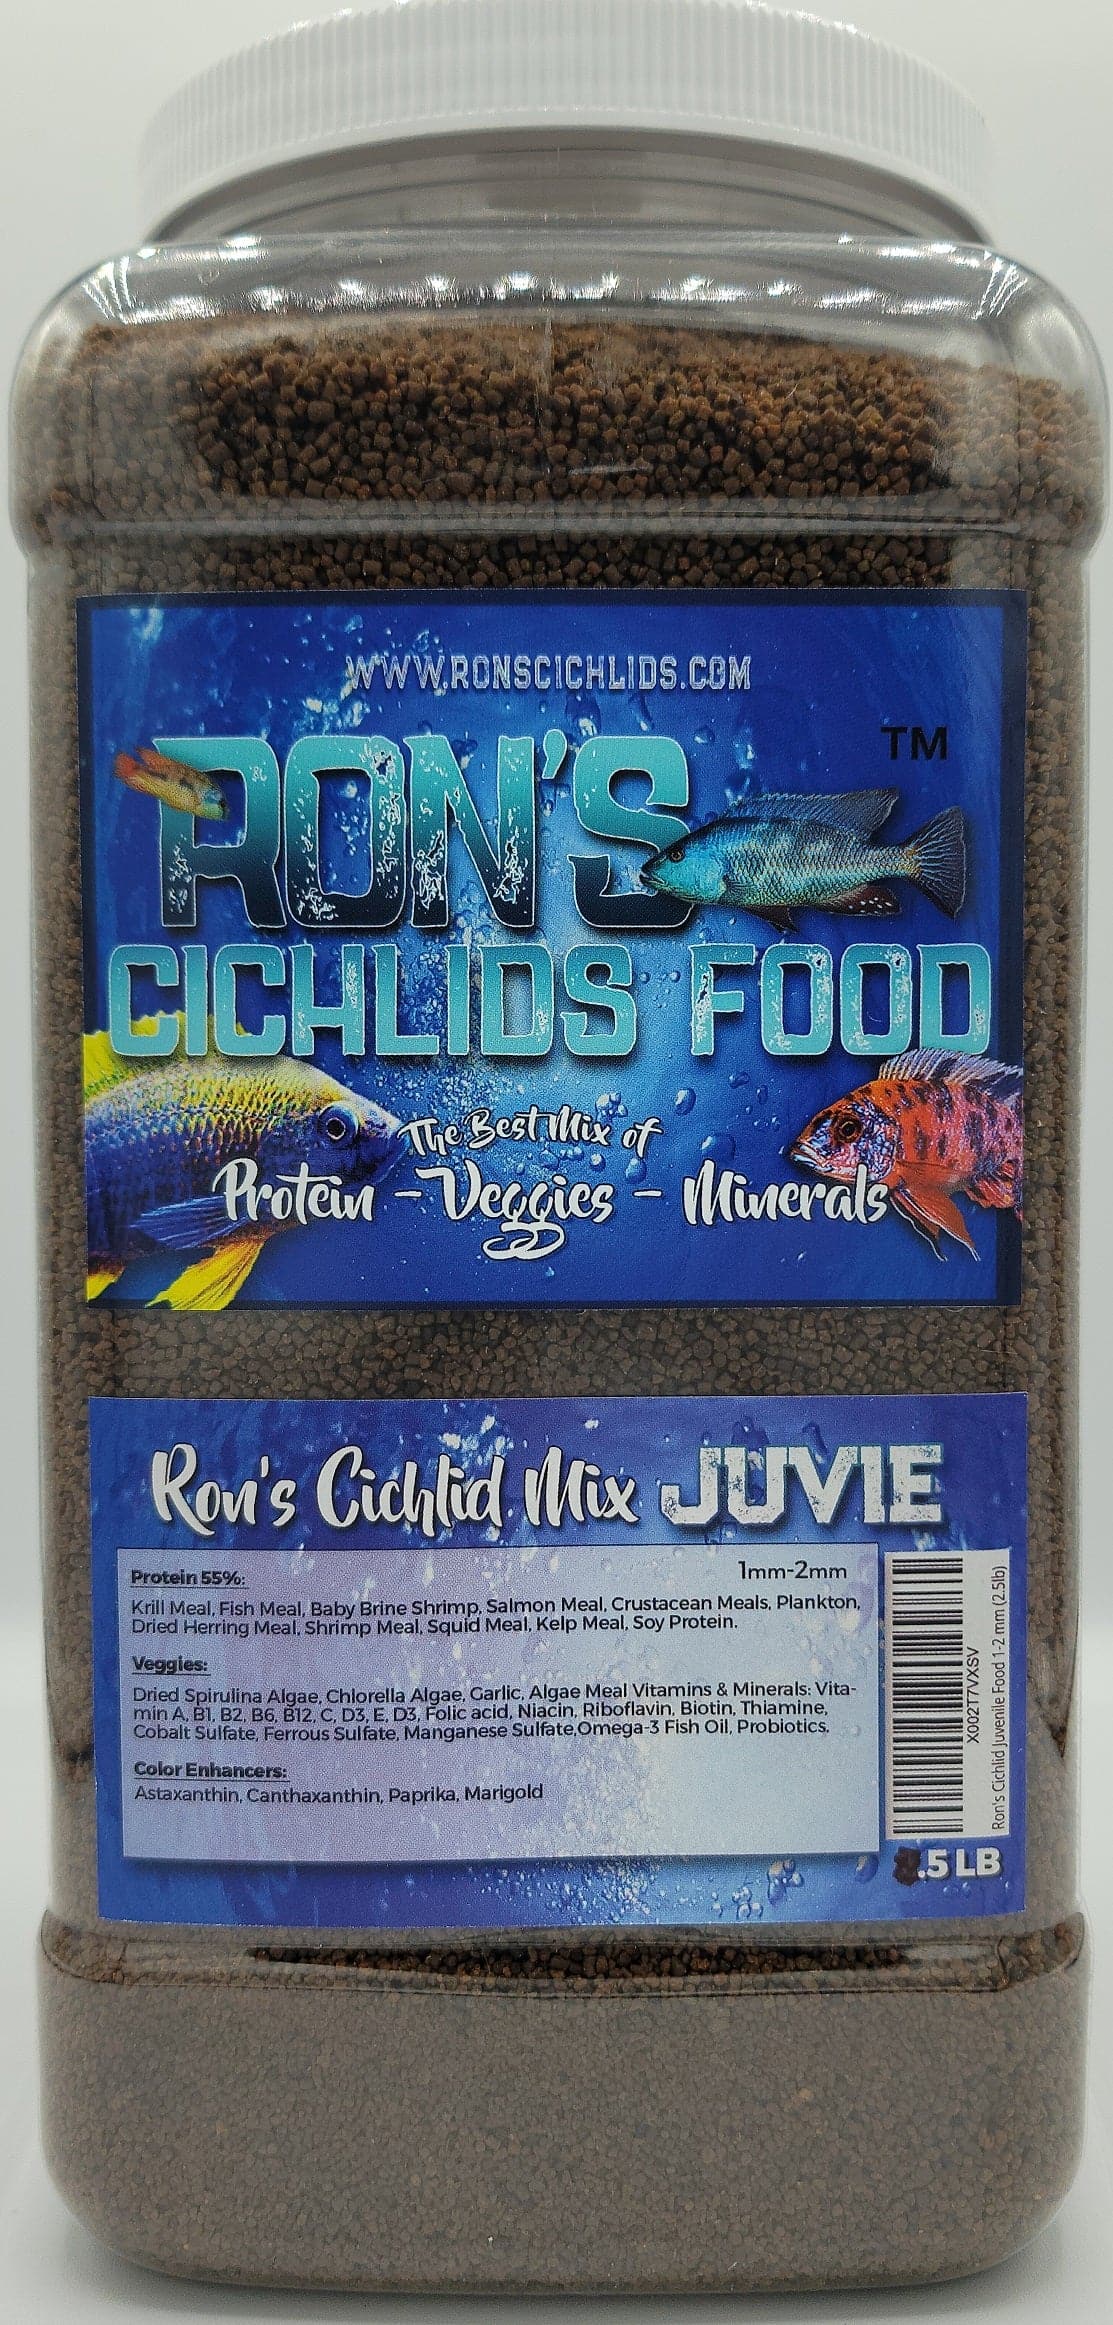 WWW.RONSCICHLIDS.COM
TM
RON'S
CICHLIDS FOOD
The Best Mix of
Protein - Veggies - Minerals
Ron's Cichlid Mix JUVIE
1mm-2mm
Protein 55%:
Krill Meal, Fish Meal, Baby Brine Shrimp, Salmon Meal, Crustacean Meals, Plankton,
Dried Herring Meal, Shrimp Meal, Squid Meal, Kelp Meal, Soy Protein.
Veggies:
Dried Spirulina Algae, Chlorella Algae, Garlic, Algae Meal Vitamins & Minerals: Vita-
min A, B1, B2, B6, B12, C, D3, E, D3, Folic acid, Niacin, Riboflavin, Biotin, Thiamine,
Cobalt Sulfate, Ferrous Sulfate, Manganese Sulfate,Omega-3 Fish Oil, Probiotics.
Color Enhancers:
Astaxanthin, Canthaxanthin, Paprika, Marigold
X002T7VXSV
Ron's Cichlid Juvenile Food 1-2 mm (2.5lb)
.5 LB